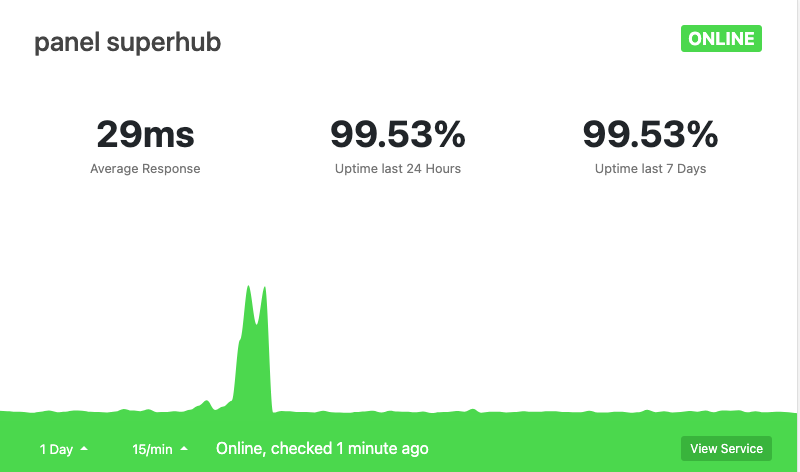 panel superhub
ONLINE
29ms
99.53%
99.53%
Average Response
Uptime last 24 Hours
Uptime last 7 Days
1 Day
15/min
Online, checked 1 minute ago
View Service